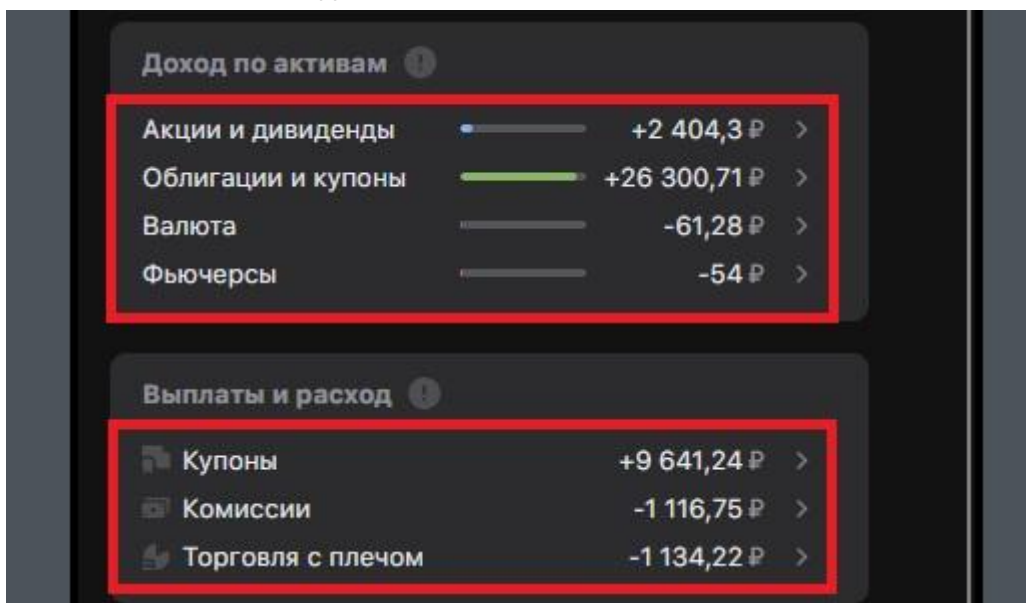 Доход по активам
Акции и дивиденды +2 404,3 ₽
Облигации и купоны +26 300,71 ₽
Валюта -61,28 ₽
Фьючерсы -54 ₽
Выплаты и расход
Купоны +9 641,24 ₽
Комиссии -1 116,75 ₽
Торговля с плечом -1 134,22 ₽